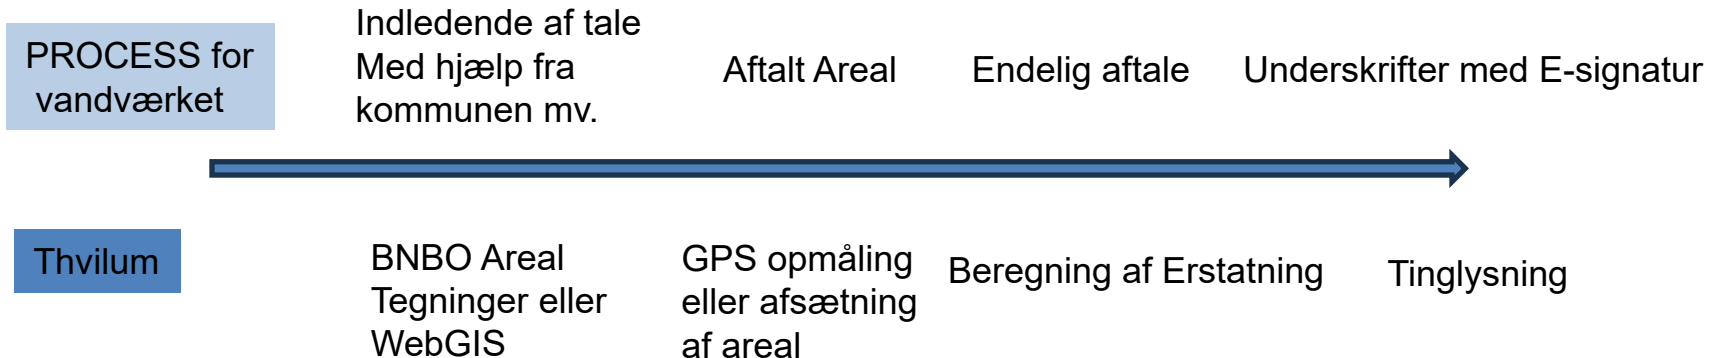 PROCESS for
vandværket
Indledende af tale
Med hjælp fra
kommunen mv.
Aftalt Areal
Endelig aftale
Underskrifter med E-signatur
Thvilum
BNBO Areal
Tegninger eller
WebGIS
GPS opmåling
eller afsætning
af areal
Beregning af Erstatning
Tinglysning